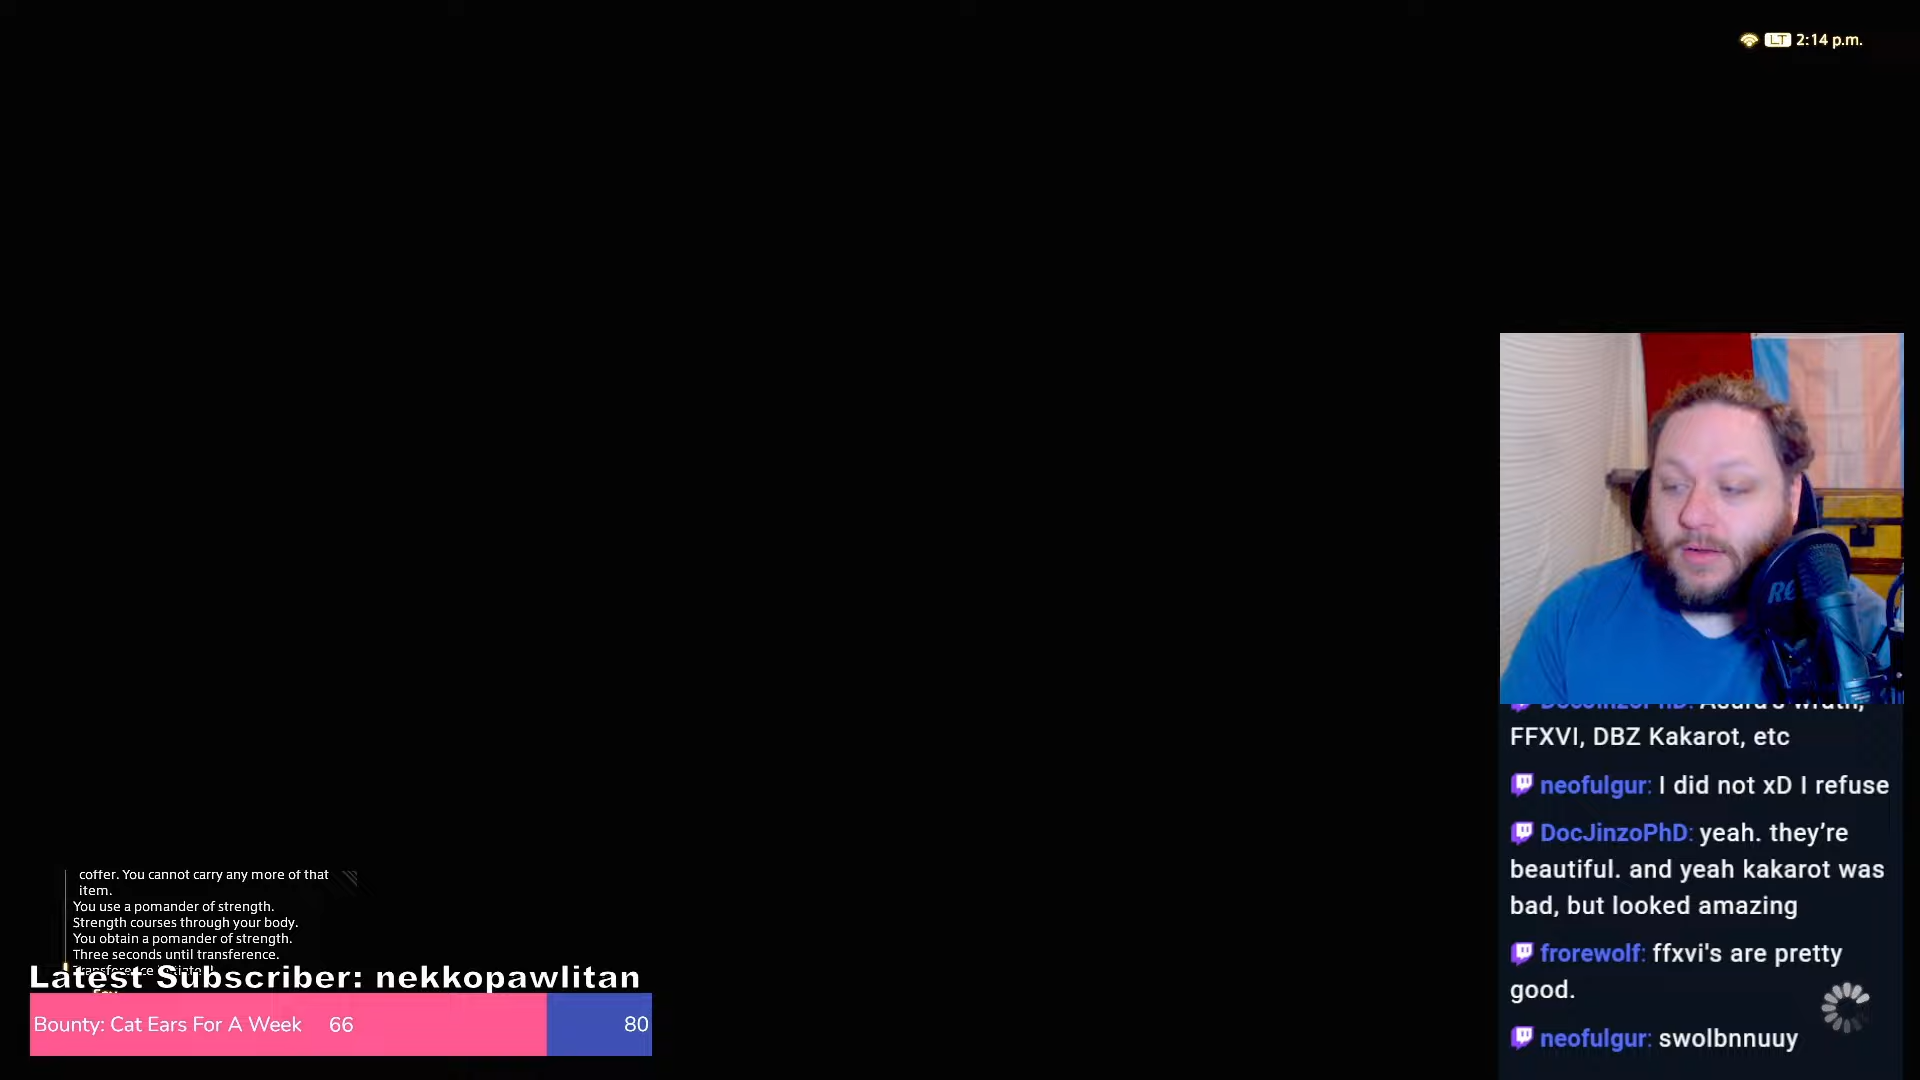 LT 2:14 p.m.
FFXVI, DBZ Kakarot, etc
neofulgur: I did not xD I refuse
DocJinzoPhD: yeah. they’re
beautiful. and yeah kakarot was
bad, but looked amazing
frorewolf: ffxvi's are pretty
good.
neofulgur: swolbnnuuy
coffer. You cannot carry any more of that
item.
You use a pomander of strength.
Strength courses through your body.
You obtain a pomander of strength.
Three seconds until transference.
Latest Subscriber: nekkopawlitan
Bounty: Cat Ears For A Week 66 80